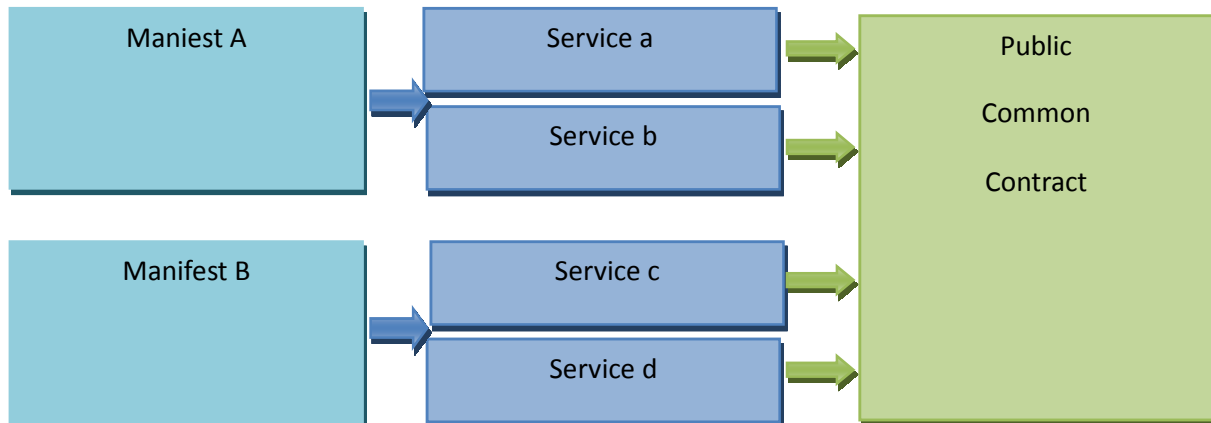 Maniest A
Service a
Service b
Manifest B
Service c
Service d
Public
Common
Contract